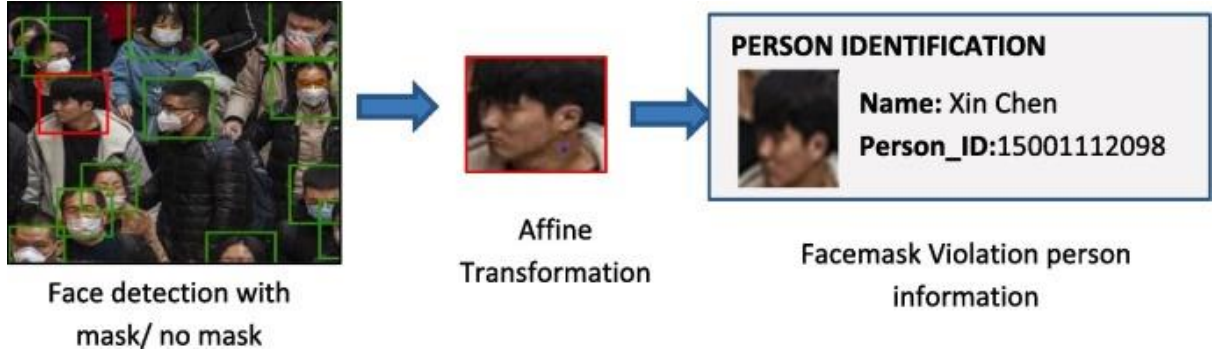 PERSON IDENTIFICATION
Name: Xin Chen
Person_ID:15001112098
Face detection with
mask/ no mask
Affine
Transformation
Facemask Violation person
information